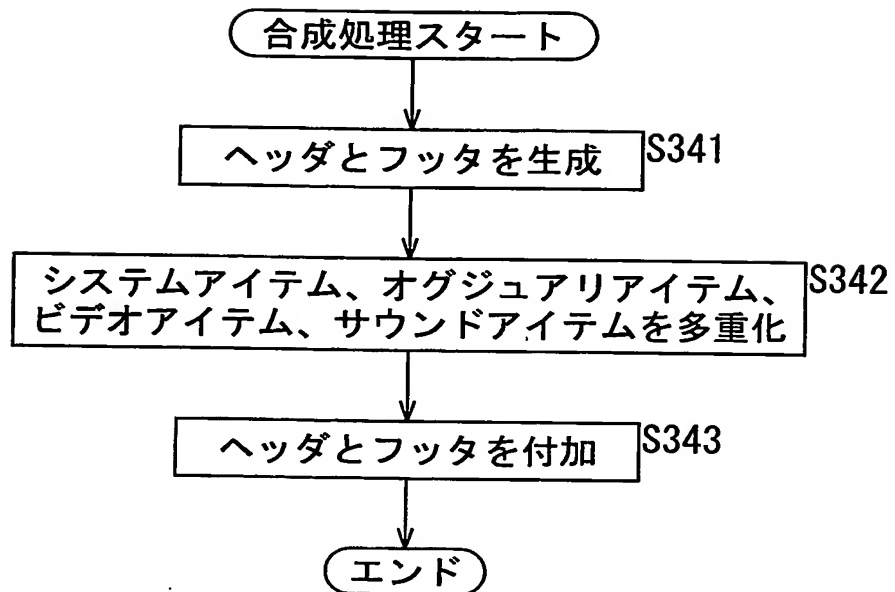 合成処理スタート
ヘッダとフッタを生成
S341
システムアイテム、オグジュアリアイテム、
ビデオアイテム、サウンドアイテムを多重化
S342
ヘッダとフッタを付加
S343
エンド